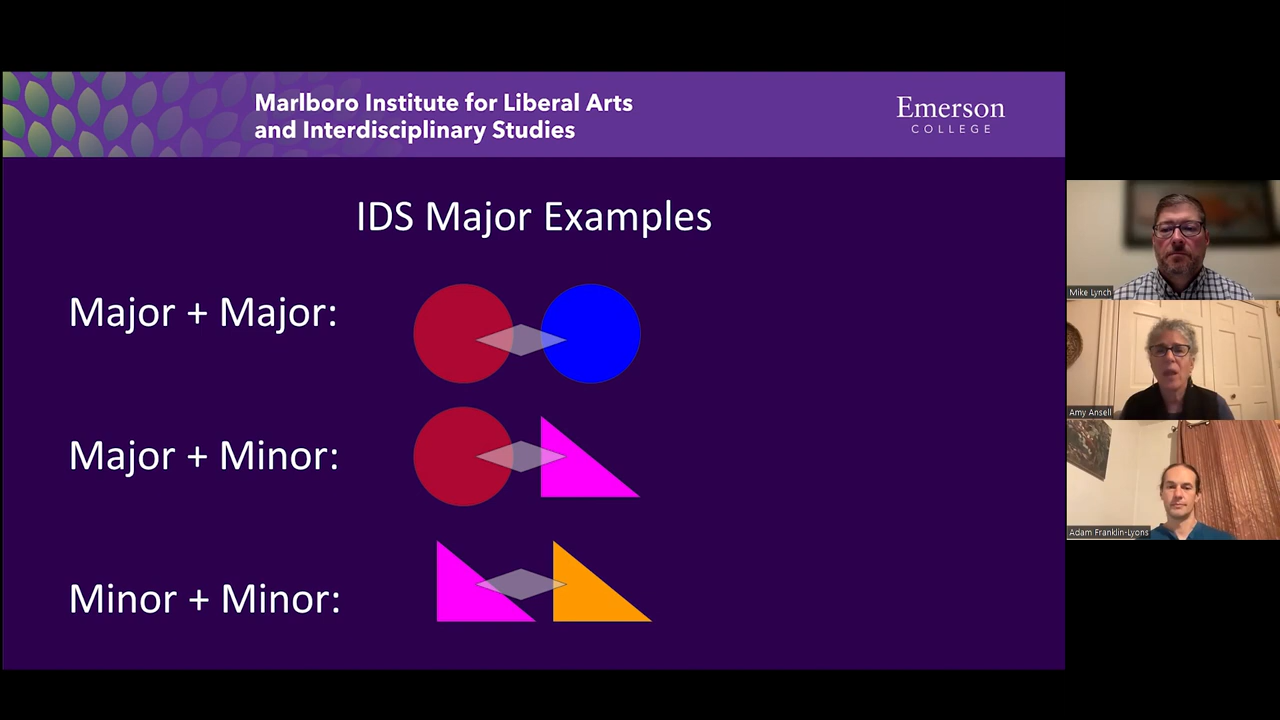 Marlboro Institute for Liberal Arts
and Interdisciplinary Studies
Emerson
COLLEGE
IDS Major Examples
Major + Major:
Major + Minor:
Minor + Minor:
Mike Lynch
Amy Ansell
Adam Franklin-Lyons